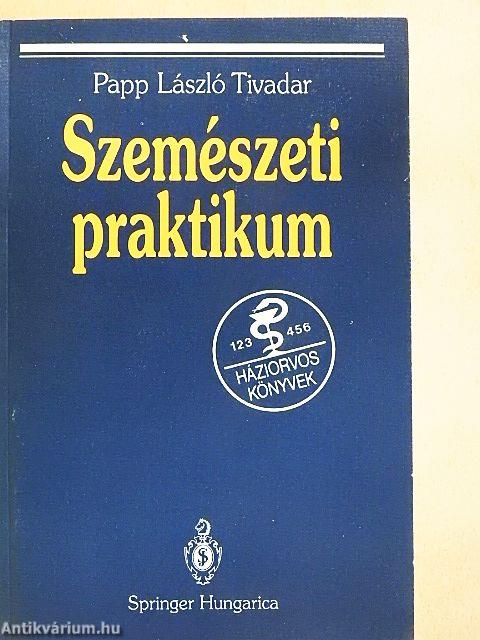 Papp László Tivadar
Szemészeti
praktikum
123 456
HÁZIORVOS
KÖNYVEK
Springer Hungarica
Antikvárium.hu